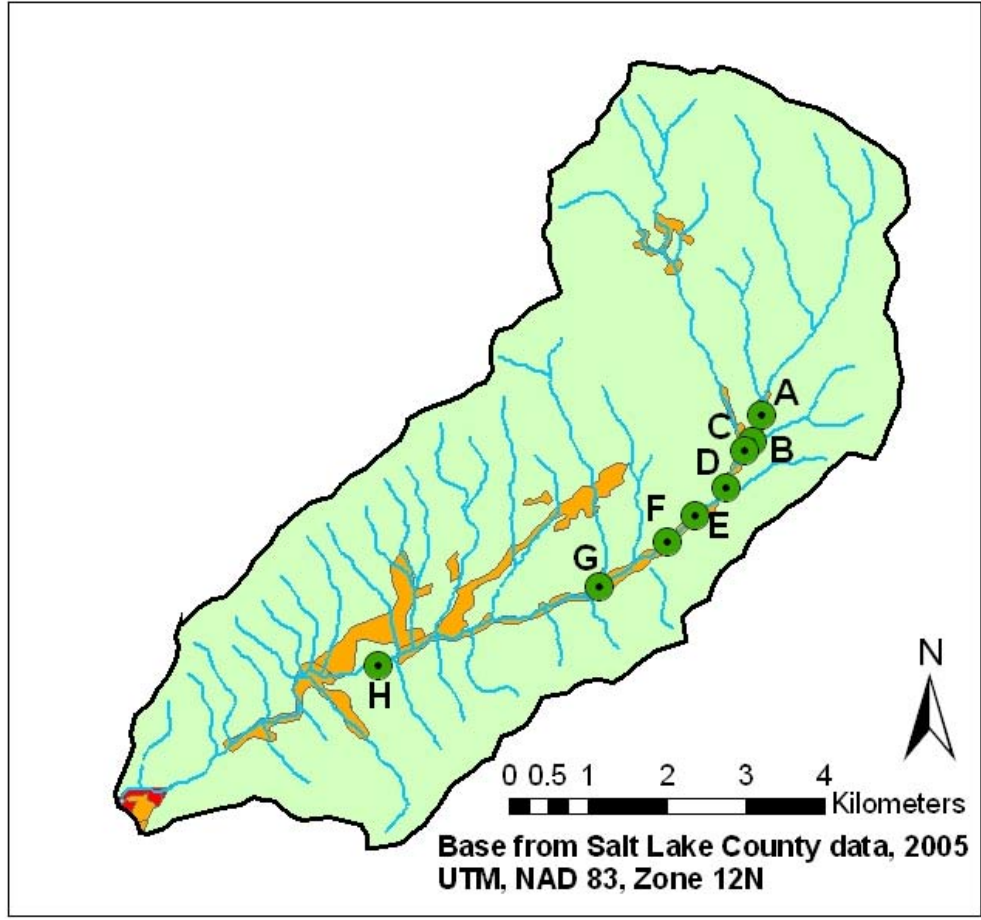 A
C
B
D
E
F
G
H
N
0 0.5 1 2 3 4
Kilometers
Base from Salt Lake County data, 2005
UTM, NAD 83, Zone 12N